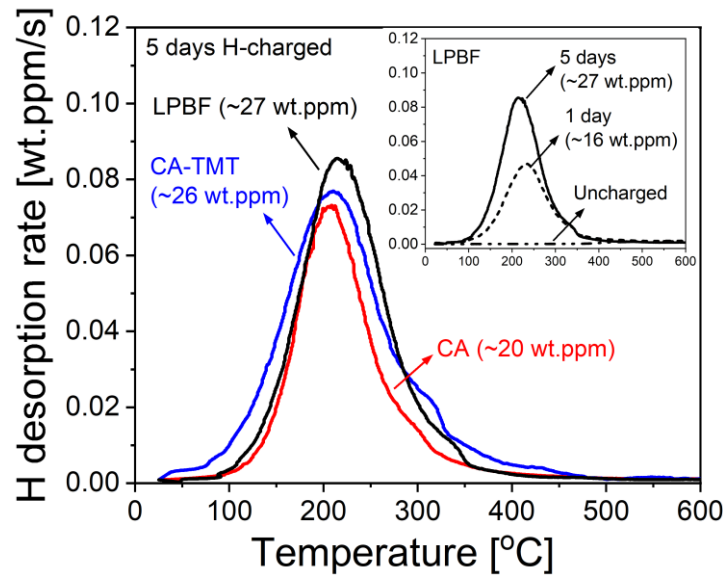 H desorption rate [wt.ppm/s]
0.12
0.10
0.08
0.06
0.04
0.02
0.00
5 days H-charged
LPBF (~27 wt.ppm)
CA-TMT
(~26 wt.ppm)
CA (~20 wt.ppm)
0.12
0.10
0.08
0.06
0.04
0.02
0.00
LPBF
5 days
(~27 wt.ppm)
1 day
(~16 wt.ppm)
Uncharged
0 100 200 300 400 500 600
0 100 200 300 400 500 600
Temperature [°C]